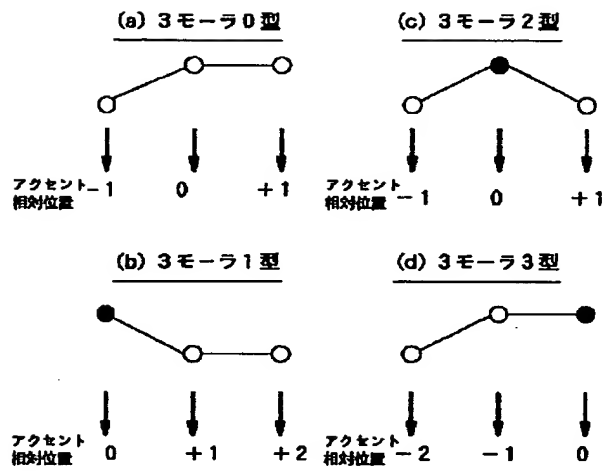 (a) 3モーラ0型
アクセント
相対位置 -1 0 +1
(b) 3モーラ1型
アクセント
相対位置 0 +1 +2
(c) 3モーラ2型
アクセント
相対位置 -1 0 +1
(d) 3モーラ3型
アクセント
相対位置 -2 -1 0